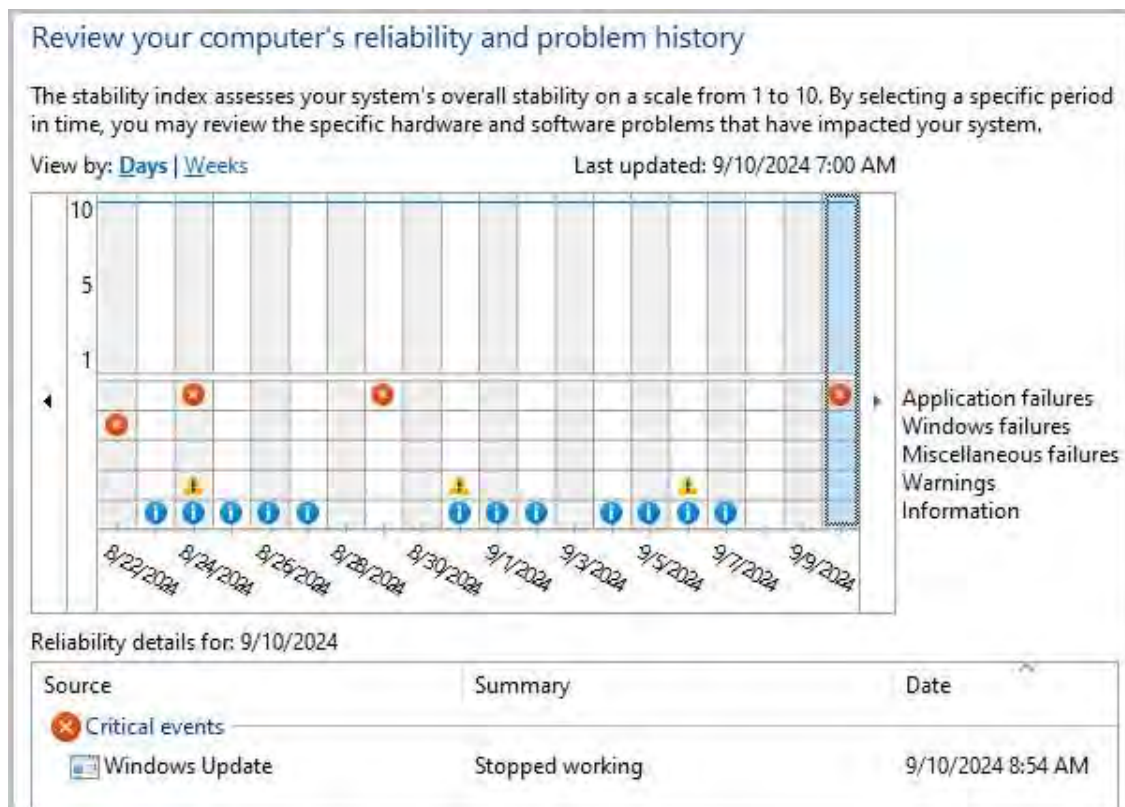 Review your computer's reliability and problem history
The stability index assesses your system's overall stability on a scale from 1 to 10. By selecting a specific period
in time, you may review the specific hardware and software problems that have impacted your system.
View by: Days | Weeks
Last updated: 9/10/2024 7:00 AM
10
5
1
Application failures
Windows failures
Miscellaneous failures
Warnings
Information
8/22/2024
8/24/2024
8/26/2024
8/28/2024
8/30/2024
9/1/2024
9/3/2024
9/5/2024
9/7/2024
9/9/2024
Reliability details for: 9/10/2024
Source Summary Date
Critical events
Windows Update Stopped working 9/10/2024 8:54 AM